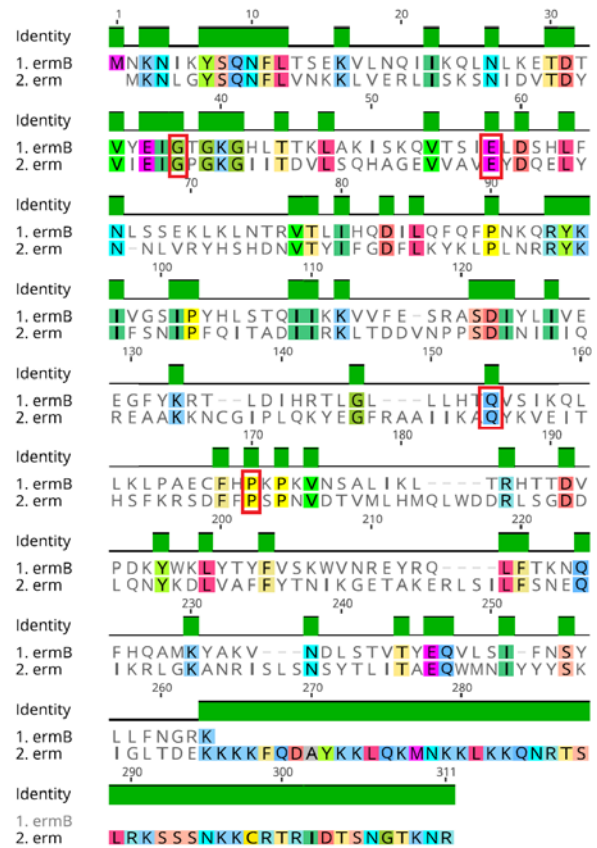 1 10 20 30
Identity
1. ermB MNKNIKYSQNFLTSEKVLNQIIKQLNLKETDT
2. erm MKNLGYSQNFLVNKKLVERLISKSNIDVTDY
40 50 60
Identity
1. ermB VYEIGTGKGHLTTKLAKISKQVTSIELDSHLF
2. erm VIEIGPGKGIITDVLSQHAGEVVAVEYDQELY
70 80 90
Identity
1. ermB NLSSEKLKLNTRVTLIHQDILQFQFPNKQRYK
2. erm N-NLVRYHSHDNVTYIFGDFLKYKLPLNRRYK
100 110 120
Identity
1. ermB IVGSIPYHLSTQIIKKVVFE-SRASDIYLIVE
2. erm IFSNIPFQITADIIRKLTDDVNPPSDINIIIQ
130 140 150 160
Identity
1. ermB EGFYKRT--LDIHRTLGL---LLHTQVSIKQL
2. erm REAAKKNCGIPLQKYEGFRAAIIKAQYKVEIT
170 180 190
Identity
1. ermB LKLPAECFHPKPKVNSALIKL----TRHTTDV
2. erm HSFKRSDFFPSPNVDTVMLHMQLWDDRLSGDD
200 210 220
Identity
1. ermB PDKYWKLYTYFVSKWVNREYRQ----LFTKNQ
2. erm LQNYKDLVAFFYTNIKGETAKERLSILFSNEQ
230 240 250
Identity
1. ermB FHQAMKYAKV---NDLSTVTYEQVLSI-FNSY
2. erm IKRLGKANRISLSNSYTLITAEQWMNIYYYSK
260 270 280
Identity
1. ermB LLFNGRK
2. erm IGLTDEKKKKFQDAYKKLQKMNKKLKKQNRTS
290 300 311
Identity
1. ermB
2. erm LRKSSSNKKCRTRIDTSNGTKNR